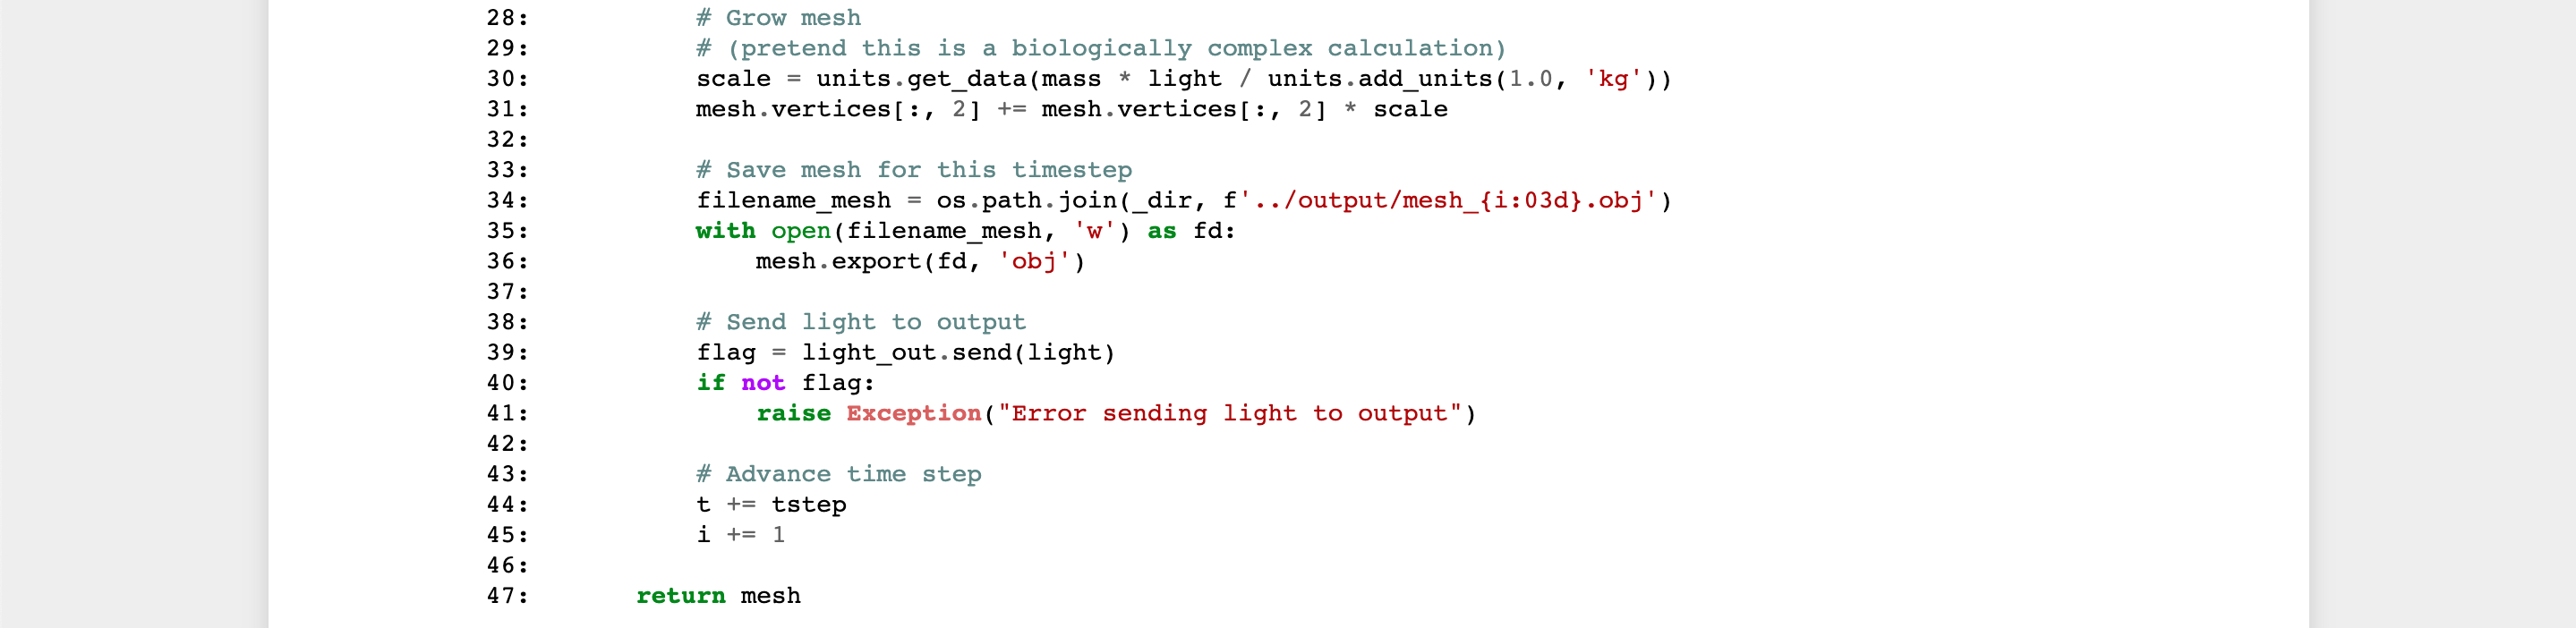 28:           # Grow mesh
29:           # (pretend this is a biologically complex calculation)
30:           scale = units.get_data(mass * light / units.add_units(1.0, 'kg'))
31:           mesh.vertices[:, 2] += mesh.vertices[:, 2] * scale
32:
33:           # Save mesh for this timestep
34:           filename_mesh = os.path.join(_dir, f'../output/mesh_{i:03d}.obj')
35:           with open(filename_mesh, 'w') as fd:
36:               mesh.export(fd, 'obj')
37:
38:           # Send light to output
39:           flag = light_out.send(light)
40:           if not flag:
41:               raise Exception("Error sending light to output")
42:
43:           # Advance time step
44:           t += tstep
45:           i += 1
46:
47:       return mesh